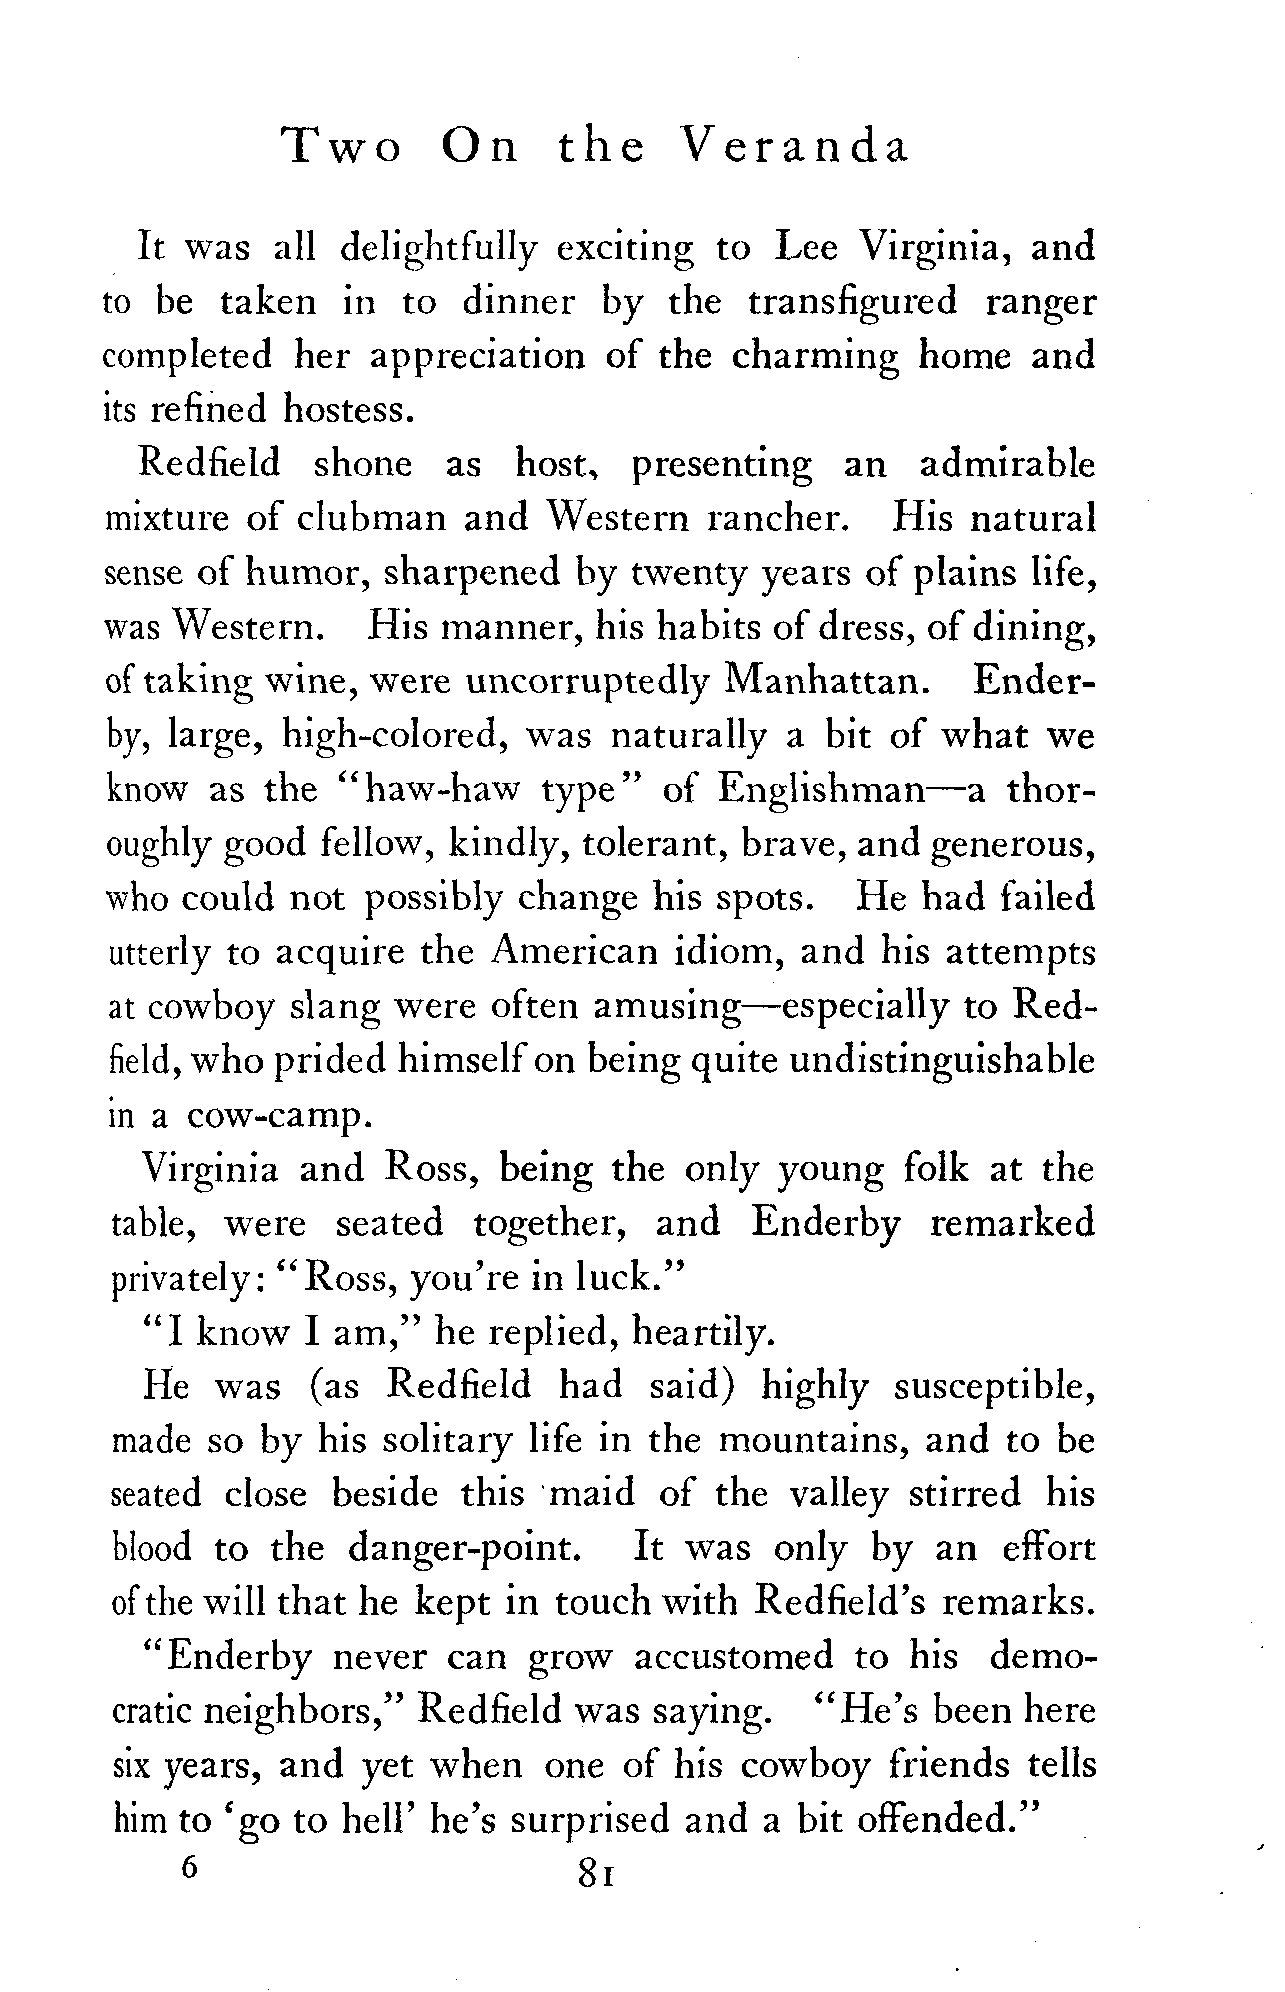 Two On the Veranda
It was all delightfully exciting to Lee Virginia, and
to be taken in to dinner by the transfigured ranger
completed her appreciation of the charming home and
its refined hostess.
Redfield shone as host, presenting an admirable
mixture of clubman and Western rancher. His natural
sense of humor, sharpened by twenty years of plains life,
was Western. His manner, his habits of dress, of dining,
of taking wine, were uncorruptedly Manhattan. Ender-
by, large, high-colored, was naturally a bit of what we
know as the "haw-haw type" of Englishman—a thor-
oughly good fellow, kindly, tolerant, brave, and generous,
who could not possibly change his spots. He had failed
utterly to acquire the American idiom, and his attempts
at cowboy slang were often amusing—especially to Red-
field, who prided himself on being quite undistinguishable
in a cow-camp.
Virginia and Ross, being the only young folk at the
table, were seated together, and Enderby remarked
privately: "Ross, you're in luck."
"I know I am," he replied, heartily.
He was (as Redfield had said) highly susceptible,
made so by his solitary life in the mountains, and to be
seated close beside this maid of the valley stirred his
blood to the danger-point. It was only by an effort
of the will that he kept in touch with Redfield's remarks.
"Enderby never can grow accustomed to his demo-
cratic neighbors," Redfield was saying. "He's been here
six years, and yet when one of his cowboy friends tells
him to 'go to hell' he's surprised and a bit offended."
6 81